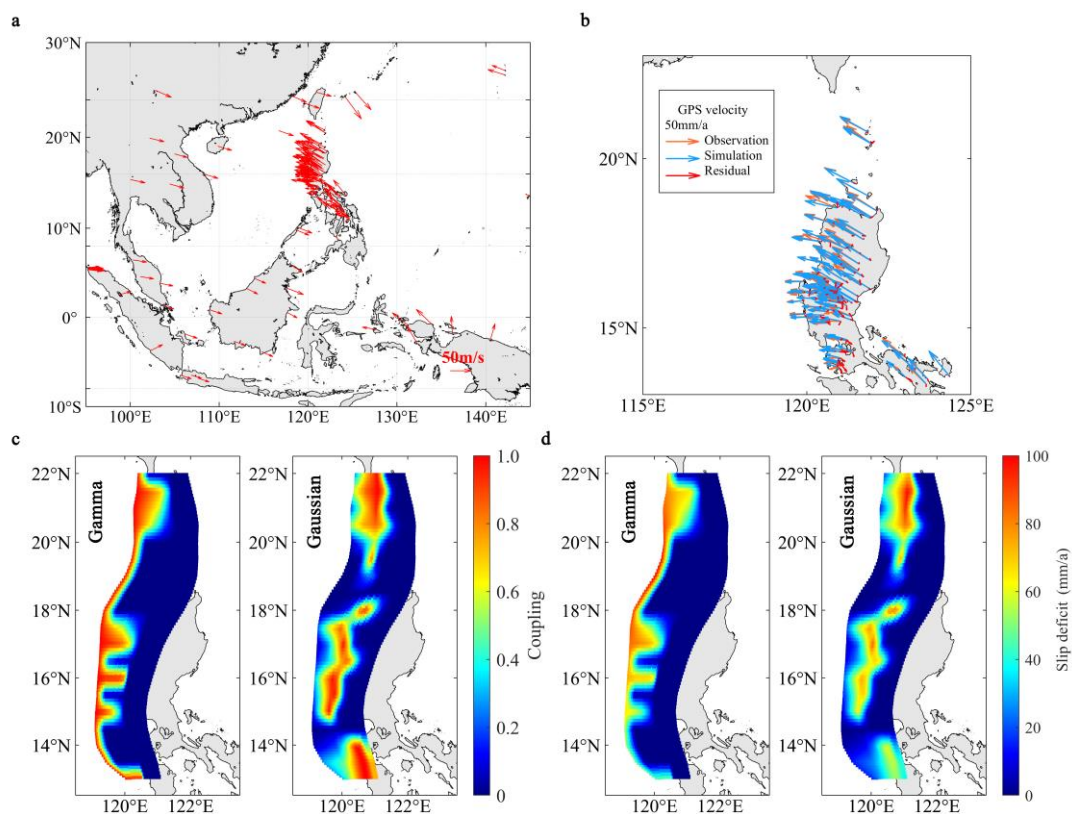 a
30°N
20°N
10°N
0°
10°S
100°E 110°E 120°E 130°E 140°E
50m/s
b
GPS velocity
50mm/a
Observation
Simulation
Residual
20°N
15°N
115°E 120°E 125°E
c
22°N
20°N
18°N
16°N
14°N
120°E 122°E
Gamma
22°N
20°N
18°N
16°N
14°N
120°E 122°E
Gaussian
1.0
0.8
0.6
0.4
0.2
0
Coupling
d
22°N
20°N
18°N
16°N
14°N
120°E 122°E
Gamma
22°N
20°N
18°N
16°N
14°N
120°E 122°E
Gaussian
100
80
60
40
20
0
Slip deficit (mm/a)